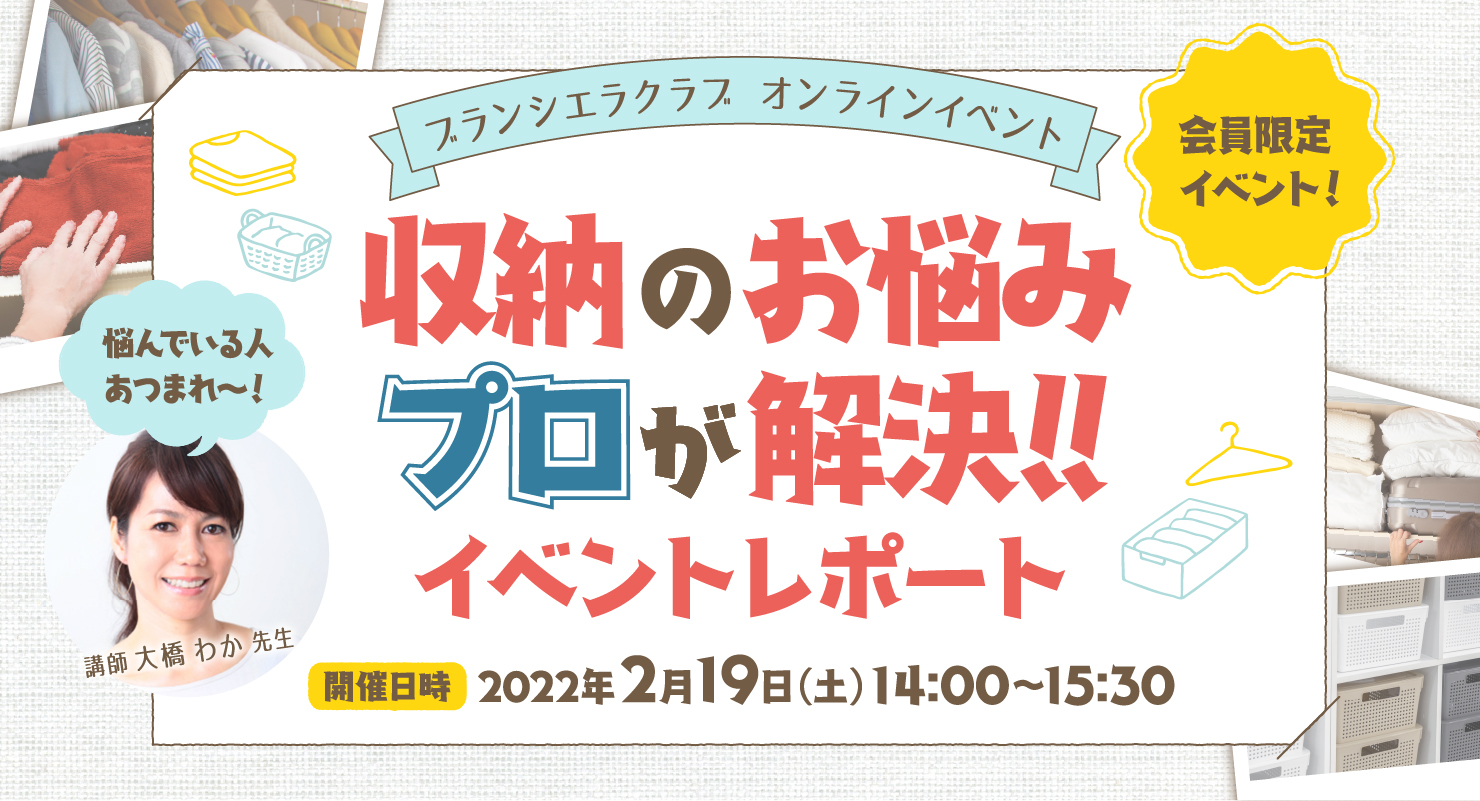 ブランシエラクラブ オンラインイベント
会員限定
イベント！
収納のお悩み
プロが解決!!
イベントレポート
悩んでいる人
あつまれ～！
講師 大橋 わか 先生
開催日時 2022年2月19日（土）14:00～15:30